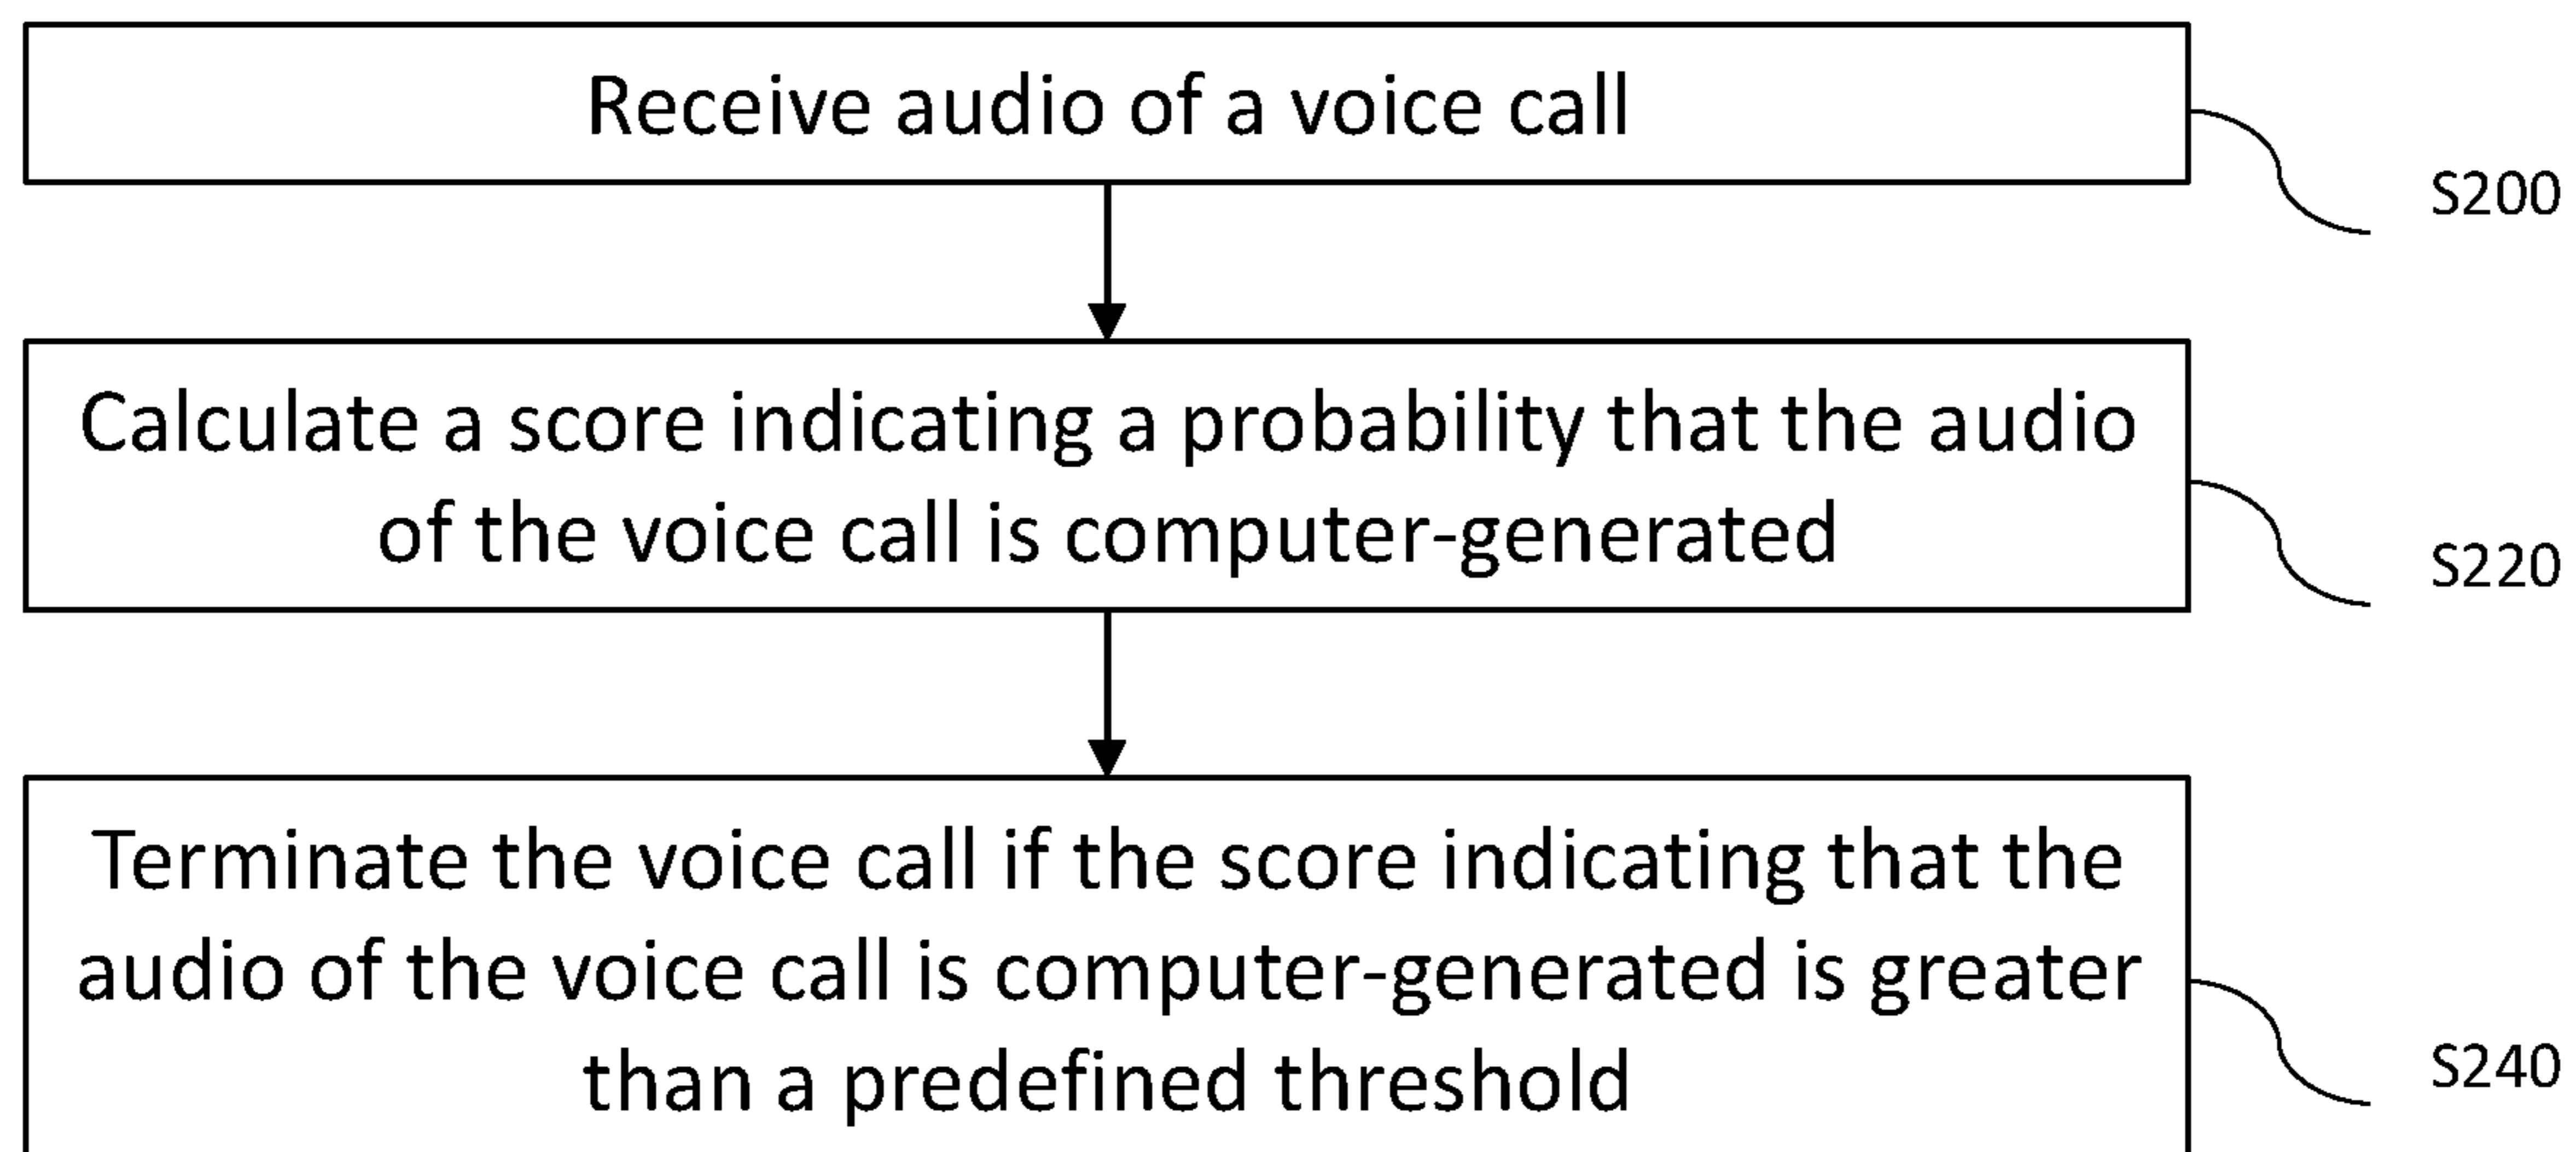 Receive audio of a voice call
S200
Calculate a score indicating a probability that the audio
of the voice call is computer-generated
S220
Terminate the voice call if the score indicating that the
audio of the voice call is computer-generated is greater
than a predefined threshold
S240